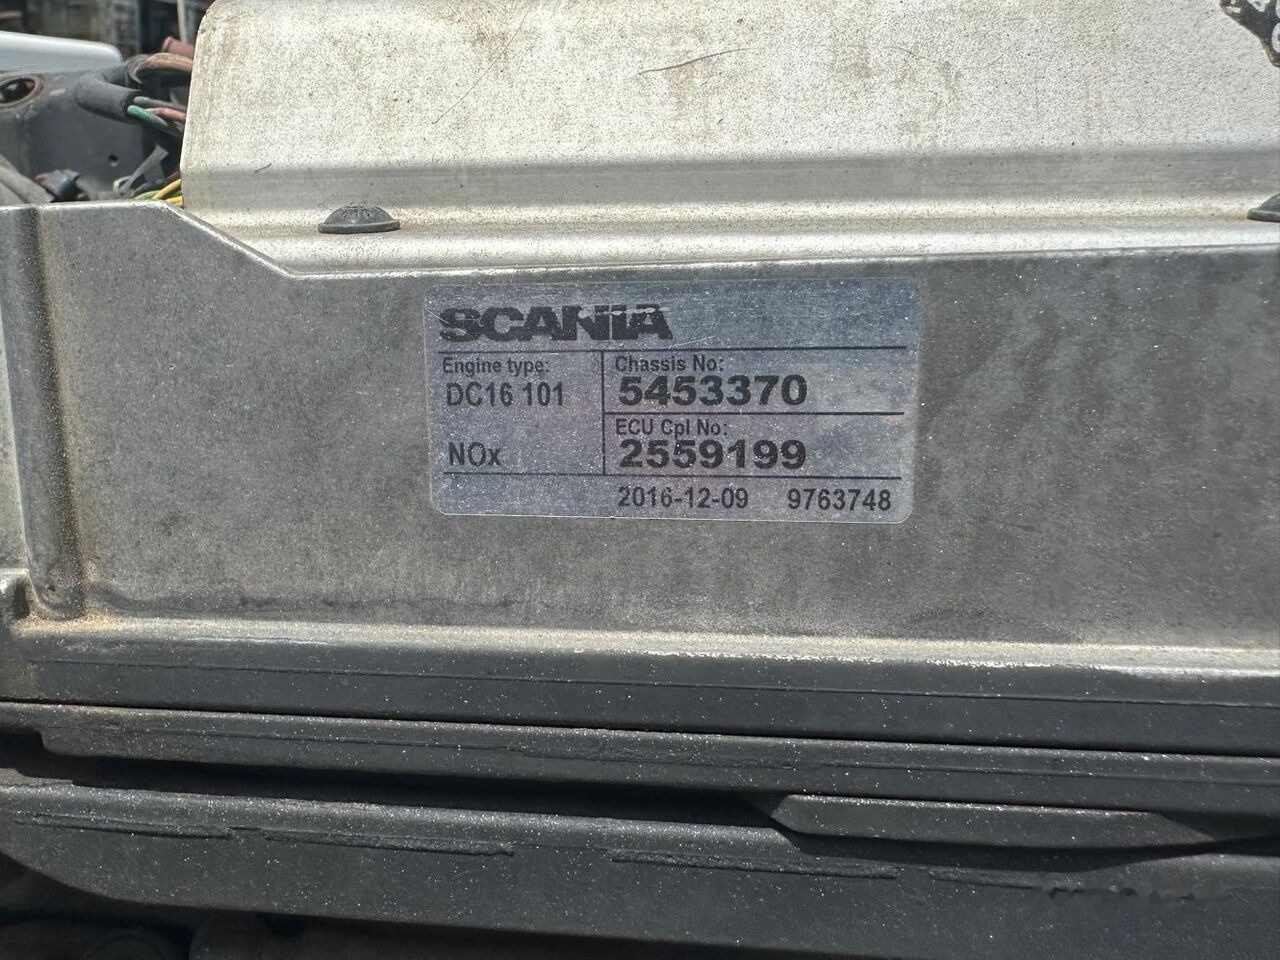 SCANIA
Engine type:
DC16 101
NOx
Chassis No:
5453370
ECU Cpl No:
2559199
2016-12-09 9763748